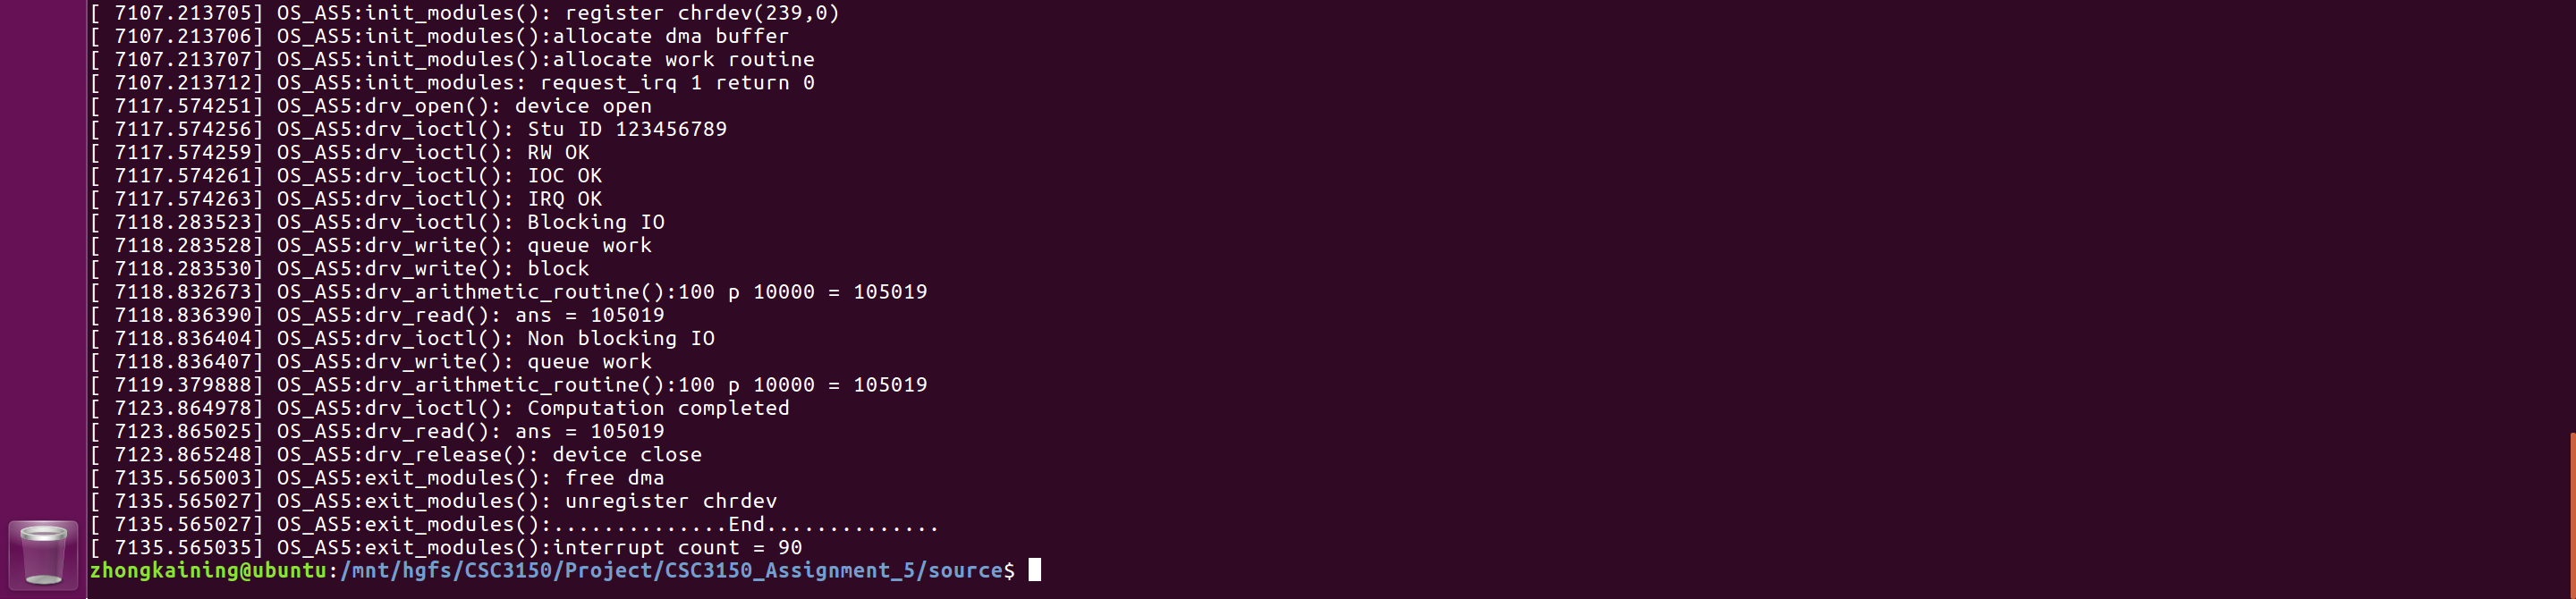 [ 7107.213705] OS_AS5:init_modules(): register chrdev(239,0)
[ 7107.213706] OS_AS5:init_modules():allocate dma buffer
[ 7107.213707] OS_AS5:init_modules():allocate work routine
[ 7107.213712] OS_AS5:init_modules: request_irq 1 return 0
[ 7117.574251] OS_AS5:drv_open(): device open
[ 7117.574256] OS_AS5:drv_ioctl(): Stu ID 123456789
[ 7117.574259] OS_AS5:drv_ioctl(): RW OK
[ 7117.574261] OS_AS5:drv_ioctl(): IOC OK
[ 7117.574263] OS_AS5:drv_ioctl(): IRQ OK
[ 7118.283523] OS_AS5:drv_ioctl(): Blocking IO
[ 7118.283528] OS_AS5:drv_write(): queue work
[ 7118.283530] OS_AS5:drv_write(): block
[ 7118.832673] OS_AS5:drv_arithmetic_routine():100 p 10000 = 105019
[ 7118.836390] OS_AS5:drv_read(): ans = 105019
[ 7118.836404] OS_AS5:drv_ioctl(): Non blocking IO
[ 7118.836407] OS_AS5:drv_write(): queue work
[ 7119.379888] OS_AS5:drv_arithmetic_routine():100 p 10000 = 105019
[ 7123.864978] OS_AS5:drv_ioctl(): Computation completed
[ 7123.865025] OS_AS5:drv_read(): ans = 105019
[ 7123.865248] OS_AS5:drv_release(): device close
[ 7135.565003] OS_AS5:exit_modules(): free dma
[ 7135.565027] OS_AS5:exit_modules(): unregister chrdev
[ 7135.565027] OS_AS5:exit_modules():..............End..............
[ 7135.565035] OS_AS5:exit_modules():interrupt count = 90
zhongkaining@ubuntu:/mnt/hgfs/CSC3150/Project/CSC3150_Assignment_5/source$